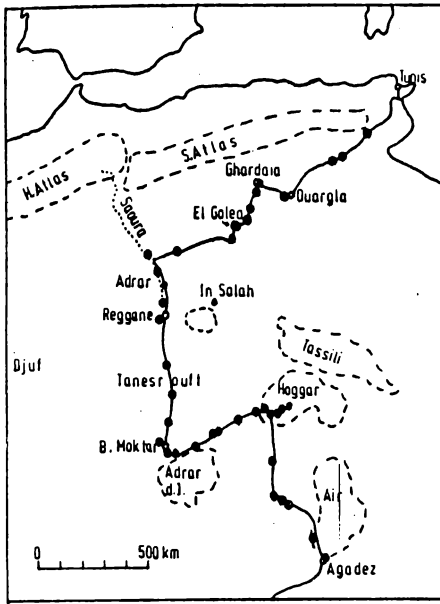 Tunis
S.Atlas
H.Atlas
Ghardaia
Saoura
Ouargla
El Golea
Adrar
In Salah
Reggane
Tassili
Djuf
Tanesrouft
Hoggar
B. Moktar
Adrar
d.I.
Air
0 500 km
Agadez